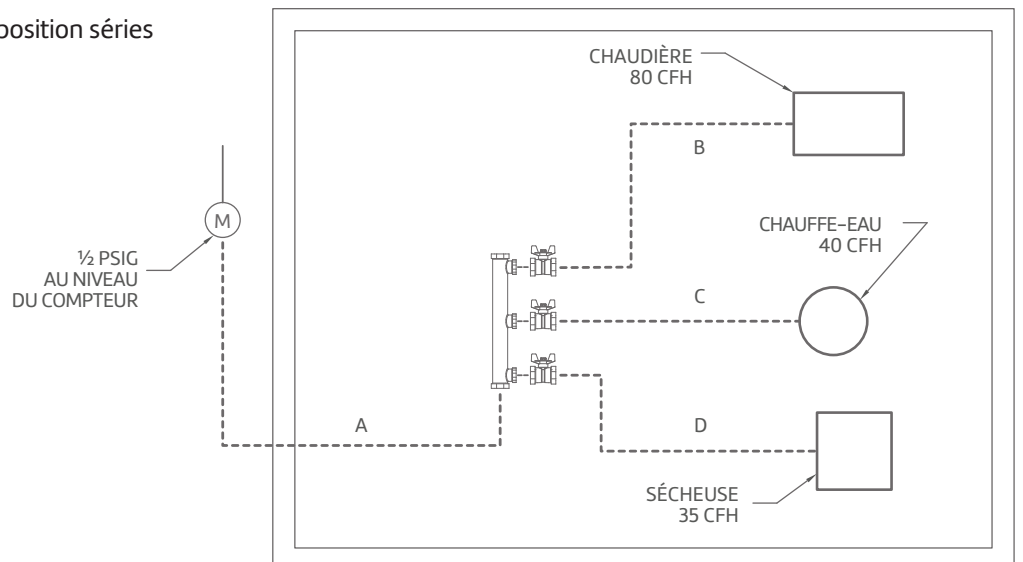 position séries
CHAUDIÈRE
80 CFH
B
M
½ PSIG
AU NIVEAU
DU COMPTEUR
CHAUFFE-EAU
40 CFH
C
A
D
SÉCHEUSE
35 CFH